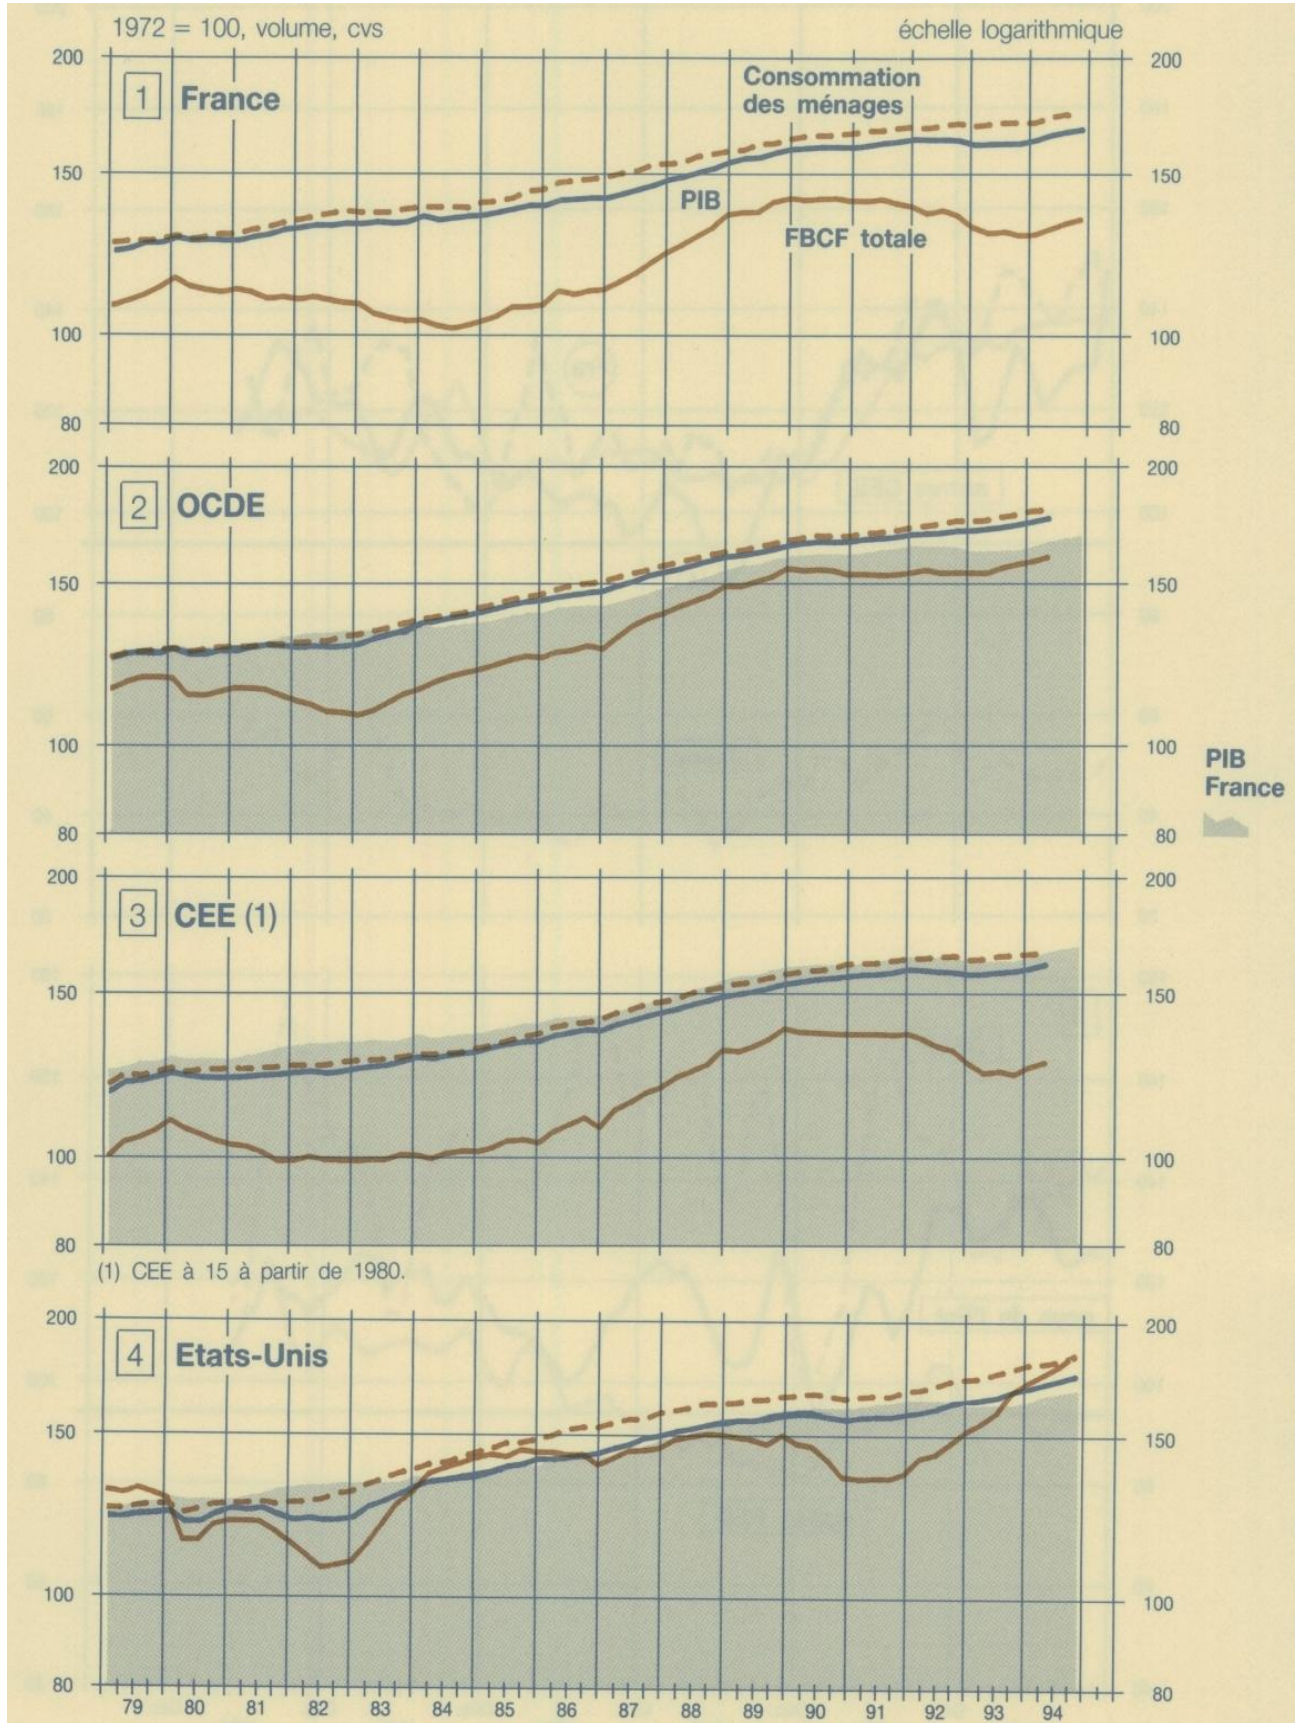 1972 = 100, volume, cvs
échelle logarithmique
200
200
1 France
Consommation
des ménages
150
150
PIB
FBCF totale
100
100
80
80
200
200
2 OCDE
150
150
100
100
PIB
France
80
80
200
200
3 CEE (1)
150
150
100
100
80
80
(1) CEE à 15 à partir de 1980.
200
200
4 Etats-Unis
150
150
100
100
80
80
79 80 81 82 83 84 85 86 87 88 89 90 91 92 93 94